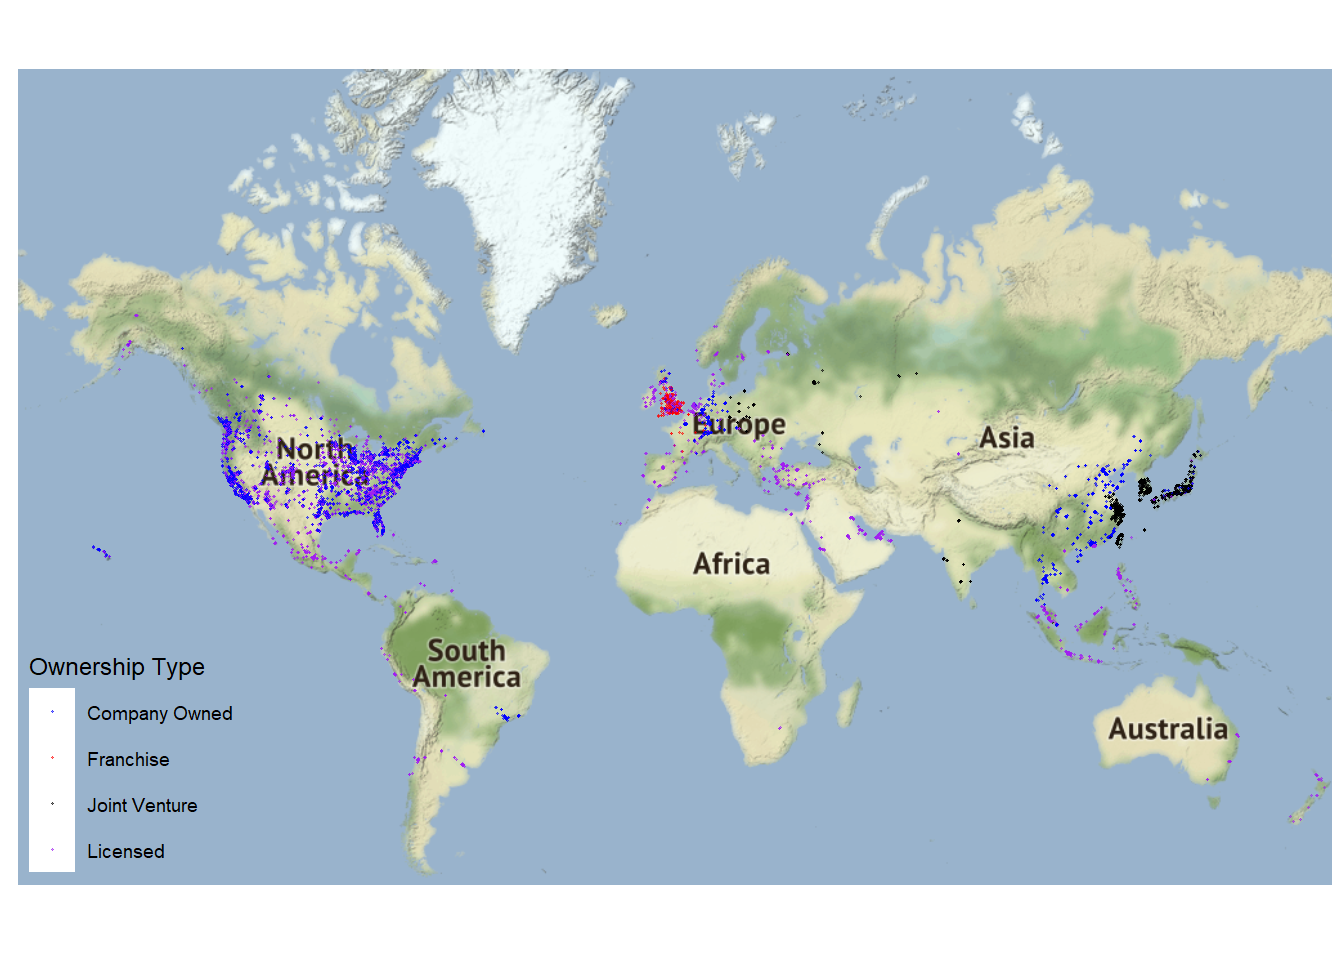 North
America
Europe
Asia
Africa
South
America
Australia
Ownership Type
Company Owned
Franchise
Joint Venture
Licensed